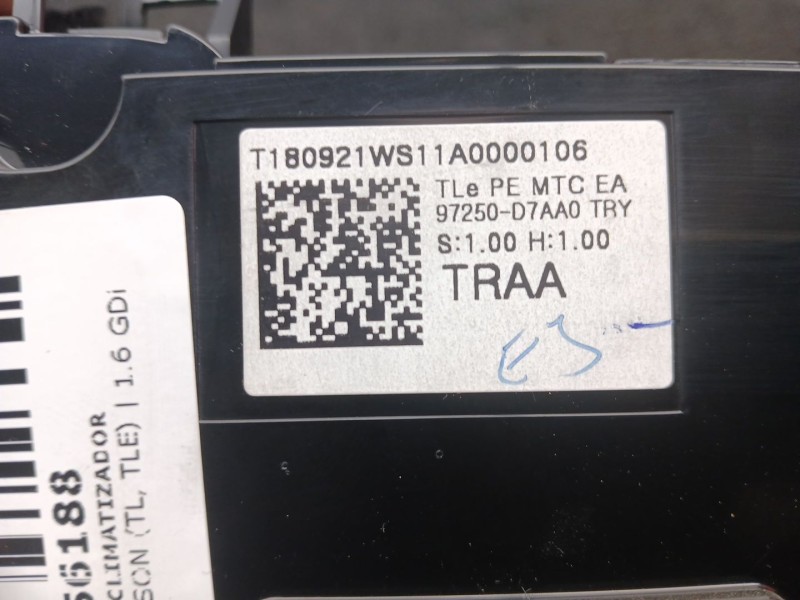 T180921WS11A0000106
TLe PE MTC EA
97250-D7AA0 TRY
S:1.00 H:1.00
TRAA
56188
CLIMATIZADOR
SON (TL, TLE) | 1.6 GDi